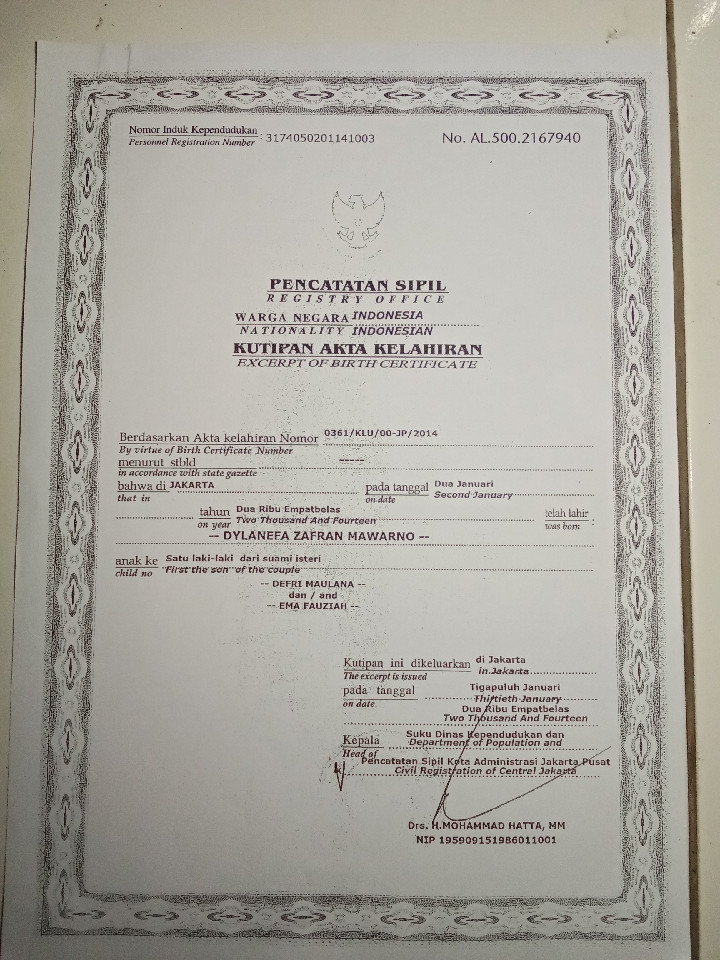 Nomor Induk Kependudukan : 3174050201141003
Personnel Registration Number
No. AL.500.2167940
PENCATATAN SIPIL
REGISTRY OFFICE
WARGA NEGARA INDONESIA
NATIONALITY INDONESIAN
KUTIPAN AKTA KELAHIRAN
EXCERPT OF BIRTH CERTIFICATE
Berdasarkan Akta kelahiran Nomor 0361/KLU/00-JP/2014
By virtue of Birth Certificate Number
menurut stbld -----
in accordance with state gazette
bahwa di JAKARTA pada tanggal Dua Januari
that in on date Second January
tahun Dua Ribu Empatbelas telah lahir
on year Two Thousand And Fourteen was born
-- DYLANEFA ZAFRAN MAWARNO --
anak ke Satu laki-laki dari suami isteri
child no First the son of the couple
-- DEFRI MAULANA --
dan / and
-- EMA FAUZIAH --
Kutipan ini dikeluarkan di Jakarta
The excerpt is issued in Jakarta
pada tanggal Tigapuluh Januari
on date Thirtieth January
Dua Ribu Empatbelas
Two Thousand And Fourteen
Kepala Suku Dinas Kependudukan dan
Head of Department of Population and
Pencatatan Sipil Kota Administrasi Jakarta Pusat
Civil Registration of Central Jakarta
Drs. H.MOHAMMAD HATTA, MM
NIP 195909151986011001